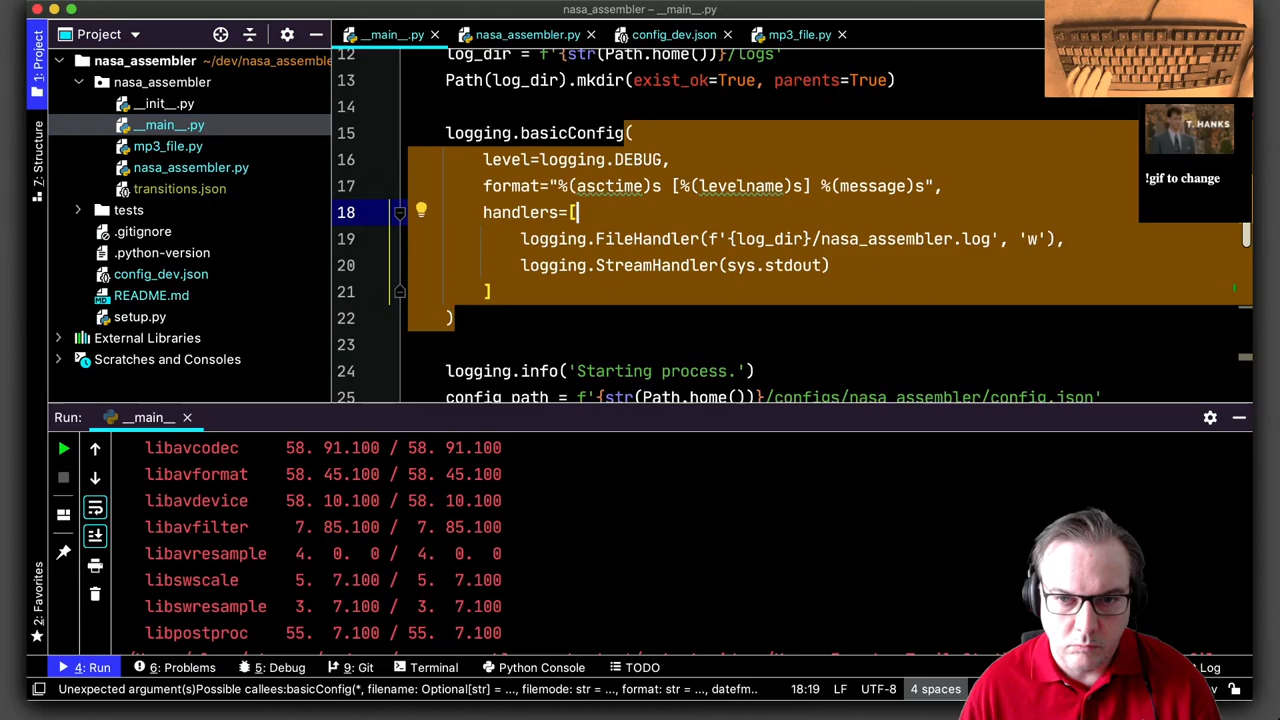 nasa_assembler – __main__.py
Project
__main__.py
nasa_assembler.py
config_dev.json
mp3_file.py
1: Project
7: Structure
2: Favorites
nasa_assembler ~/dev/nasa_assemble
nasa_assembler
__init__.py
__main__.py
mp3_file.py
nasa_assembler.py
transitions.json
tests
.gitignore
.python-version
config_dev.json
README.md
setup.py
External Libraries
Scratches and Consoles
12 log_dir = f'{str(Path.home())}/logs'
13 Path(log_dir).mkdir(exist_ok=True, parents=True)
14
15 logging.basicConfig(
16 level=logging.DEBUG,
17 format="%(asctime)s [%(levelname)s] %(message)s",
18 handlers=[
19 logging.FileHandler(f'{log_dir}/nasa_assembler.log', 'w'),
20 logging.StreamHandler(sys.stdout)
21 ]
22 )
23
24 logging.info('Starting process.')
25 config_path = f'{str(Path.home())}/configs/nasa_assembler/config.json'
T. HANKS
!gif to change
Run: __main__
libavcodec 58. 91.100 / 58. 91.100
libavformat 58. 45.100 / 58. 45.100
libavdevice 58. 10.100 / 58. 10.100
libavfilter 7. 85.100 / 7. 85.100
libavresample 4. 0. 0 / 4. 0. 0
libswscale 5. 7.100 / 5. 7.100
libswresample 3. 7.100 / 3. 7.100
libpostproc 55. 7.100 / 55. 7.100
4: Run
6: Problems
5: Debug
9: Git
Terminal
Python Console
TODO
Log
Unexpected argument(s)Possible callees:basicConfig(*, filename: Optional[str] = ..., filemode: str = ..., format: str = ..., datefm..
18:19 LF UTF-8 4 spaces